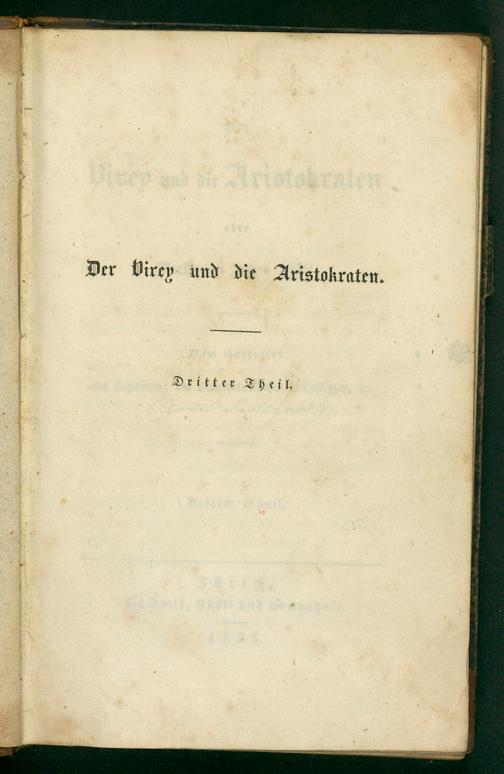 Der Virey und die Aristokraten.
Dritter Theil.